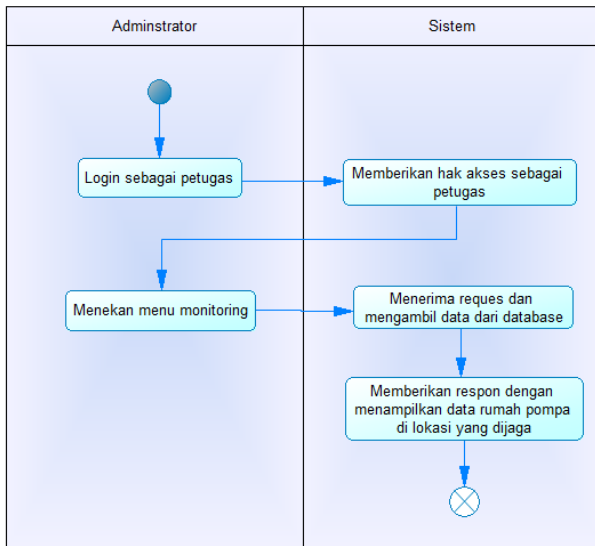 Adminstrator
Sistem
Login sebagai petugas
Memberikan hak akses sebagai
petugas
Menekan menu monitoring
Menerima reques dan
mengambil data dari database
Memberikan respon dengan
menampilkan data rumah pompa
di lokasi yang dijaga